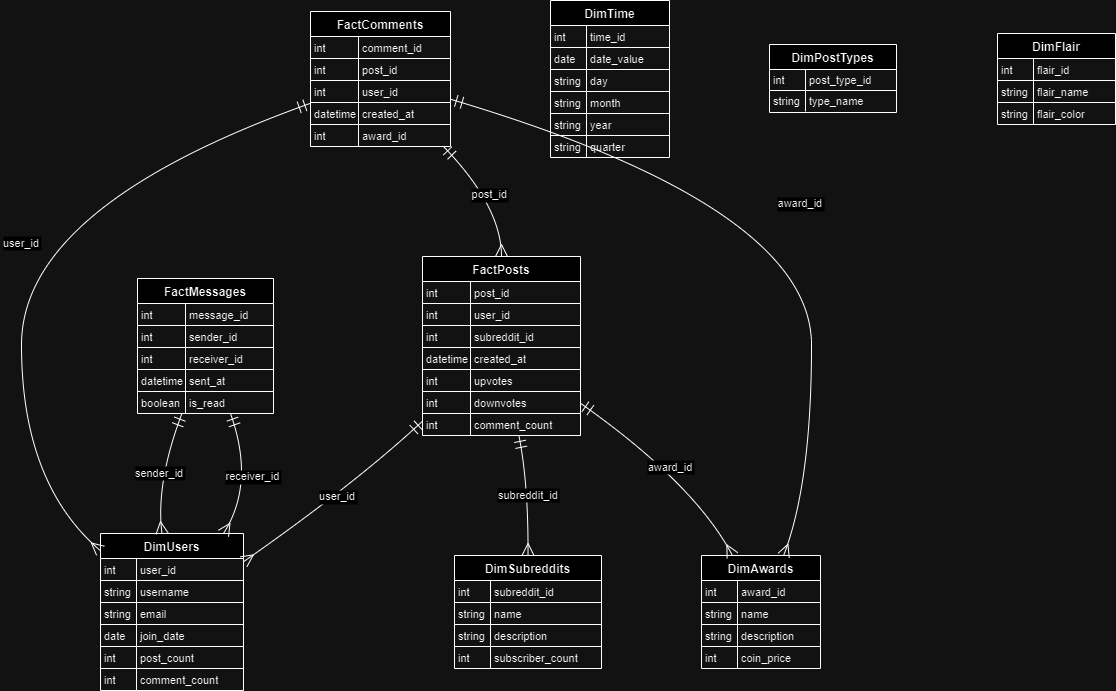 FactComments
int comment_id
int post_id
int user_id
datetime created_at
int award_id
DimTime
int time_id
date date_value
string day
string month
string year
string quarter
DimPostTypes
int post_type_id
string type_name
DimFlair
int flair_id
string flair_name
string flair_color
post_id
award_id
user_id
FactMessages
int message_id
int sender_id
int receiver_id
datetime sent_at
boolean is_read
FactPosts
int post_id
int user_id
int subreddit_id
datetime created_at
int upvotes
int downvotes
int comment_count
sender_id
receiver_id
user_id
subreddit_id
award_id
DimUsers
int user_id
string username
string email
date join_date
int post_count
int comment_count
DimSubreddits
int subreddit_id
string name
string description
int subscriber_count
DimAwards
int award_id
string name
string description
int coin_price